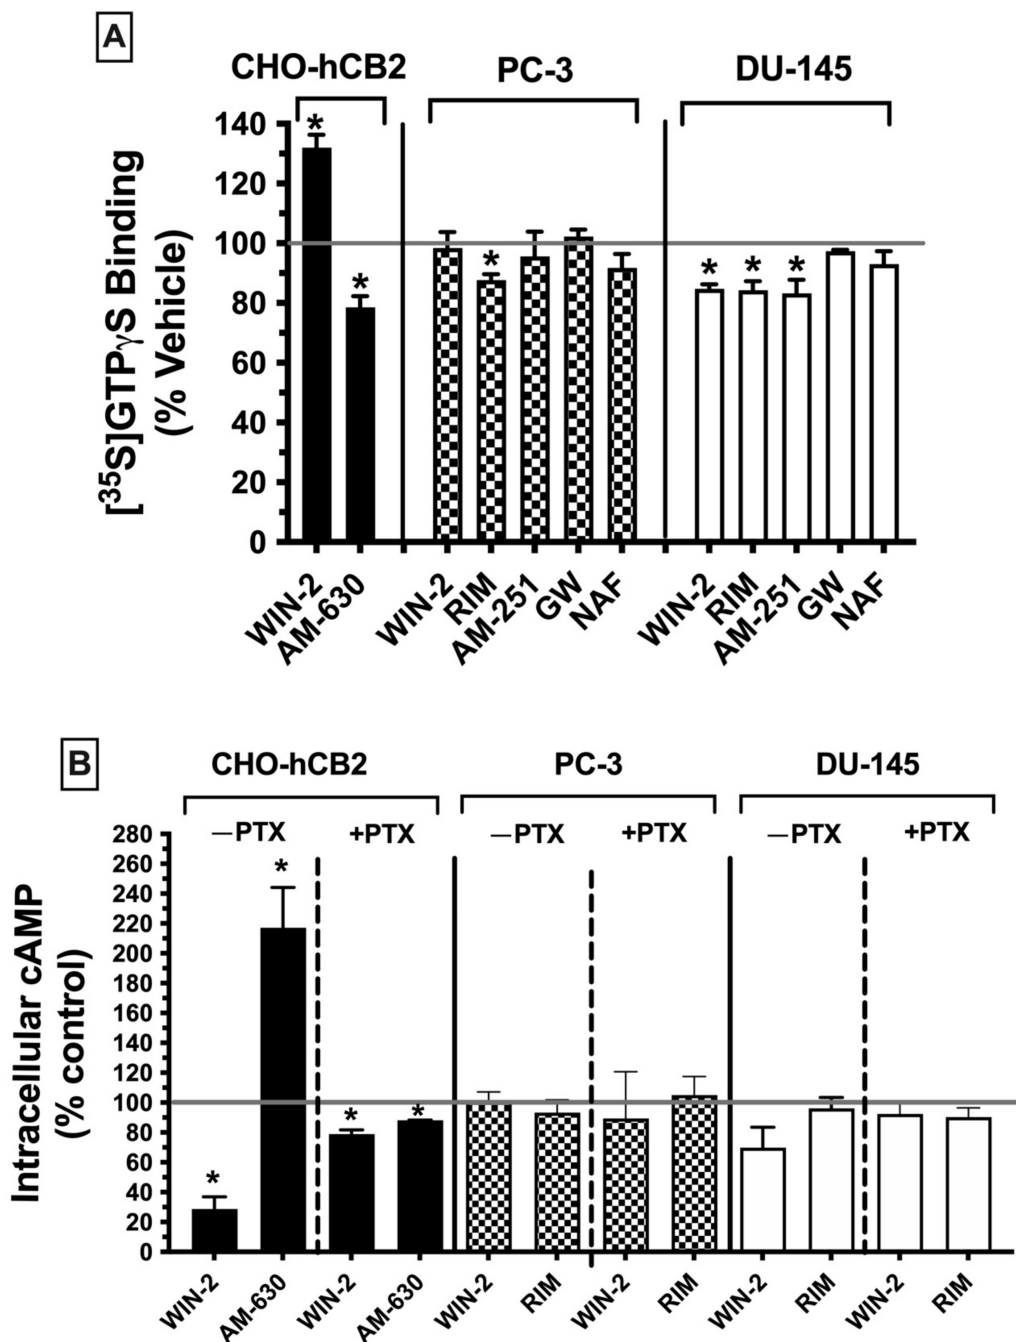 A
CHO-hCB2 PC-3 DU-145
[³⁵S]GTPγS Binding
(% Vehicle)
140
120
100
80
60
40
20
0
* * * * * *
WIN-2 AM-630 WIN-2 RIM AM-251 GW NAF WIN-2 RIM AM-251 GW NAF
B
CHO-hCB2 PC-3 DU-145
—PTX +PTX —PTX +PTX —PTX +PTX
Intracellular cAMP
(% control)
280
260
240
220
200
180
160
140
120
100
80
60
40
20
0
* * * *
WIN-2 AM-630 WIN-2 AM-630 WIN-2 RIM WIN-2 RIM WIN-2 RIM WIN-2 RIM